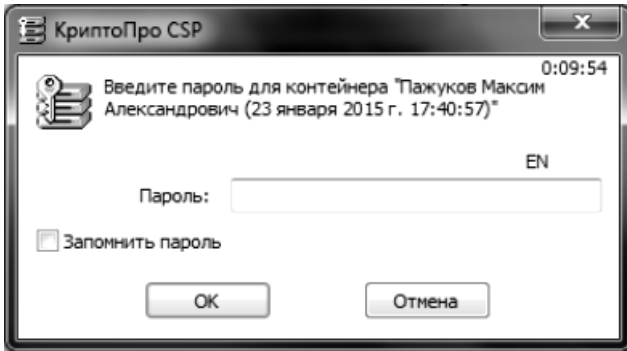 КриптоПро CSP
0:09:54
Введите пароль для контейнера "Пажуков Максим
Александрович (23 января 2015 г. 17:40:57)"
EN
Пароль:
Запомнить пароль
OK Отмена